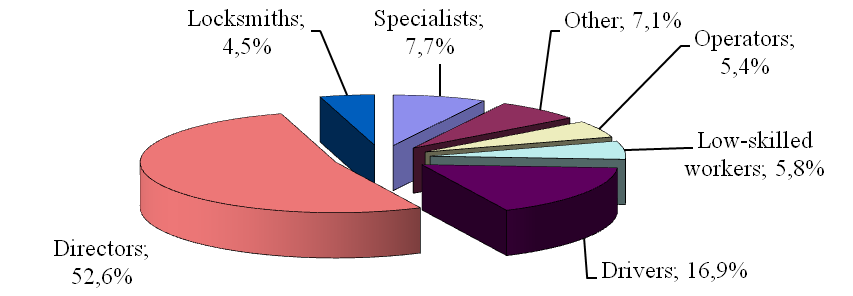 Locksmiths;
4,5%
Specialists;
7,7%
Other; 7,1%
Operators;
5,4%
Low-skilled
workers; 5,8%
Drivers; 16,9%
Directors;
52,6%